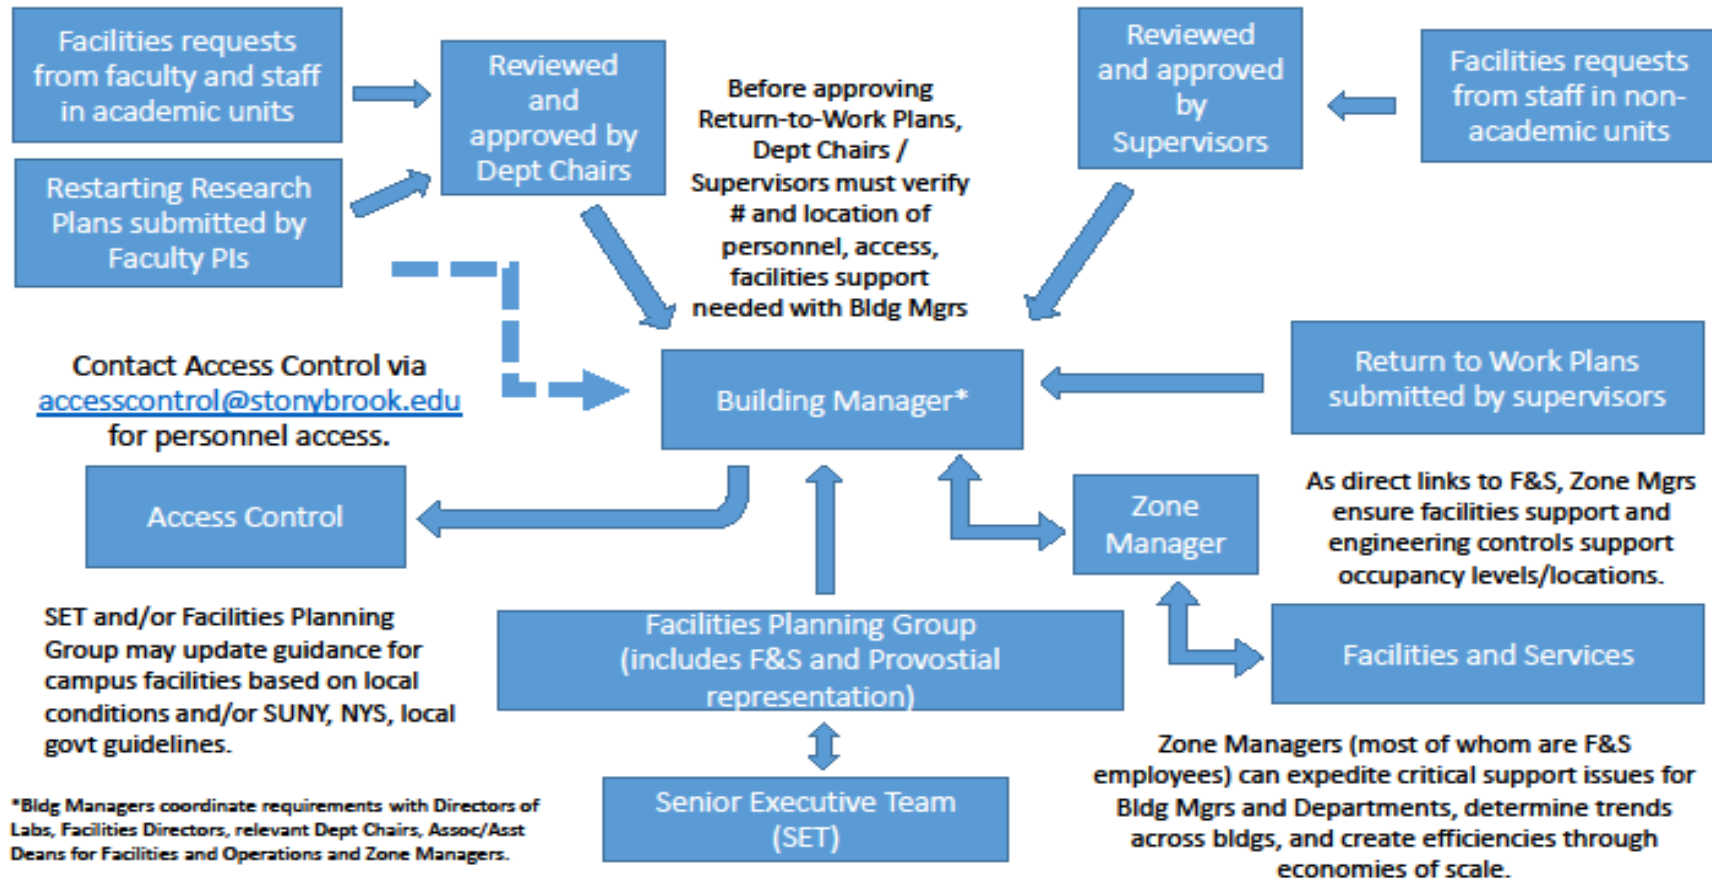 Facilities requests
from faculty and staff
in academic units
Reviewed
and
approved by
Dept Chairs
Before approving
Return-to-Work Plans,
Dept Chairs /
Supervisors must verify
# and location of
personnel, access,
facilities support
needed with Bldg Mgrs
Reviewed
and approved
by
Supervisors
Facilities requests
from staff in non-
academic units
Restarting Research
Plans submitted by
Faculty PIs
Contact Access Control via
accesscontrol@stonybrook.edu
for personnel access.
Building Manager*
Return to Work Plans
submitted by supervisors
Access Control
Zone
Manager
As direct links to F&S, Zone Mgrs
ensure facilities support and
engineering controls support
occupancy levels/locations.
SET and/or Facilities Planning
Group may update guidance for
campus facilities based on local
conditions and/or SUNY, NYS, local
govt guidelines.
Facilities Planning Group
(includes F&S and Provostial
representation)
Facilities and Services
Senior Executive Team
(SET)
Zone Managers (most of whom are F&S
employees) can expedite critical support issues for
Bldg Mgrs and Departments, determine trends
across bldgs, and create efficiencies through
economies of scale.
*Bldg Managers coordinate requirements with Directors of
Labs, Facilities Directors, relevant Dept Chairs, Assoc/Asst
Deans for Facilities and Operations and Zone Managers.